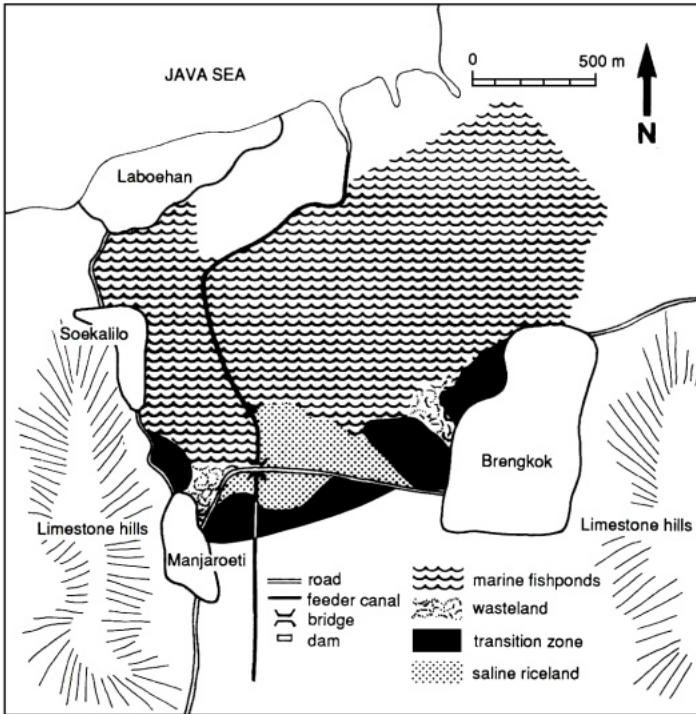 JAVA SEA
0 500 m
N
Laboehan
Soekalilo
Brengkok
Limestone hills
Limestone hills
Manjaroeti
road
feeder canal
bridge
dam
marine fishponds
wasteland
transition zone
saline riceland